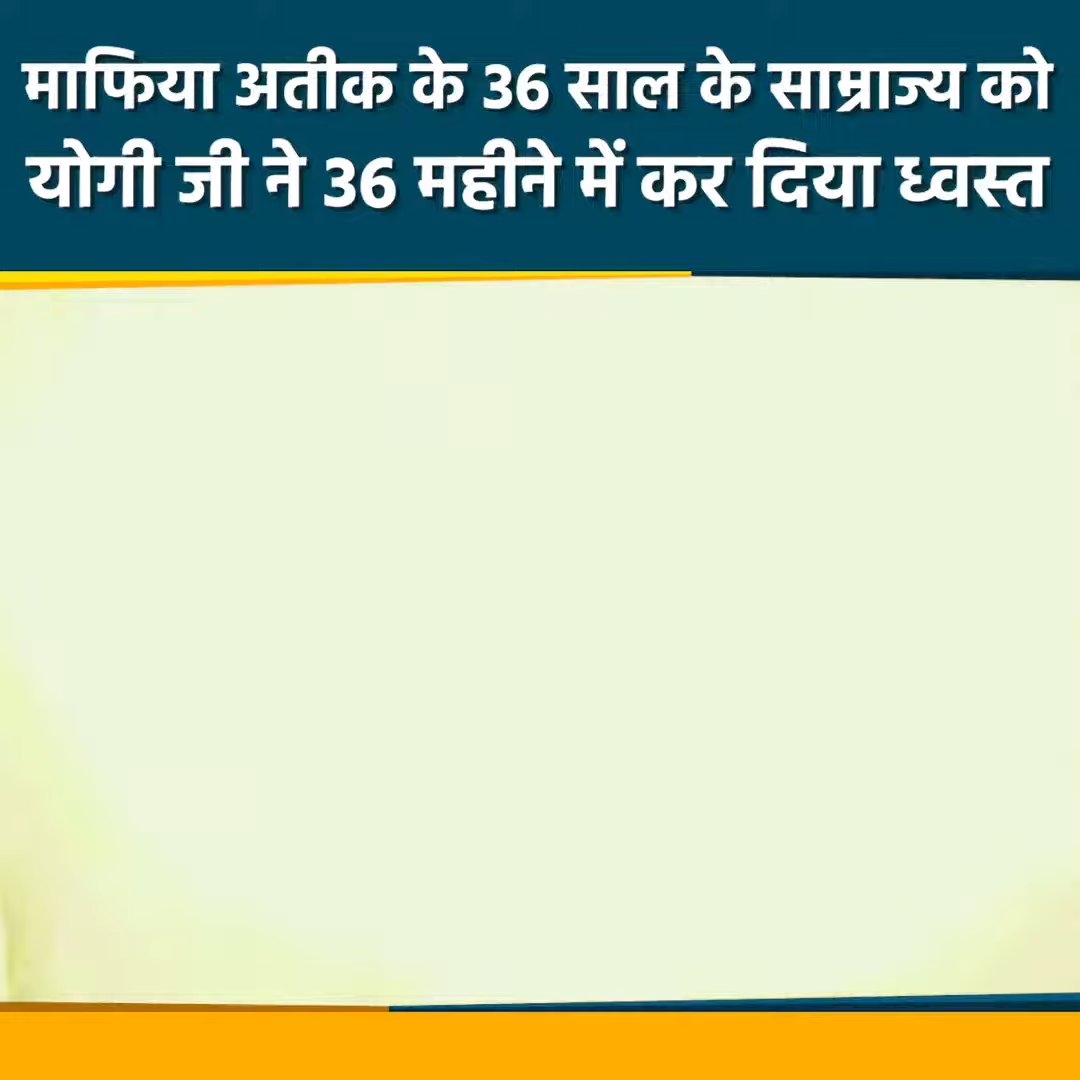 माफिया अतीक के 36 साल के साम्राज्य को
योगी जी ने 36 महीने में कर दिया ध्वस्त